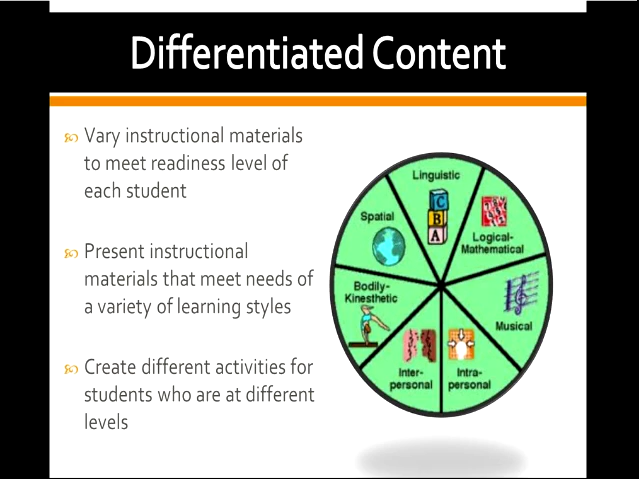 Differentiated Content
Vary instructional materials
to meet readiness level of
each student
Present instructional
materials that meet needs of
a variety of learning styles
Create different activities for
students who are at different
levels
Linguistic
C
B
A
Spatial
Logical-
Mathematical
Bodily-
Kinesthetic
Musical
Inter-
personal
Intra-
personal